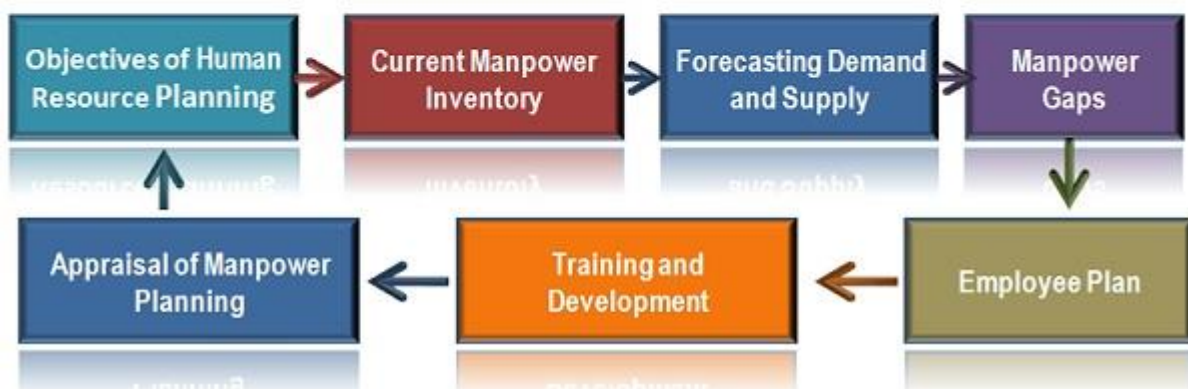 Objectives of Human
Resource Planning
Current Manpower
Inventory
Forecasting Demand
and Supply
Manpower
Gaps
Employee Plan
Training and
Development
Appraisal of Manpower
Planning